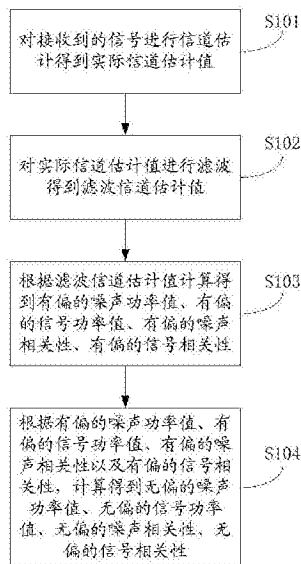 对接收到的信号进行信道估
计得到实际信道估计值
S101
对实际信道估计值进行滤波
得到滤波信道估计值
S102
根据滤波信道估计值计算得
到有偏的噪声功率值、有偏
的信号功率值、有偏的噪声
相关性、有偏的信号相关性
S103
根据有偏的噪声功率值、有
偏的信号功率值、有偏的噪
声相关性以及有偏的信号相
关性，计算得到无偏的噪声
功率值、无偏的信号功率
值、无偏的噪声相关性、无
偏的信号相关性
S104